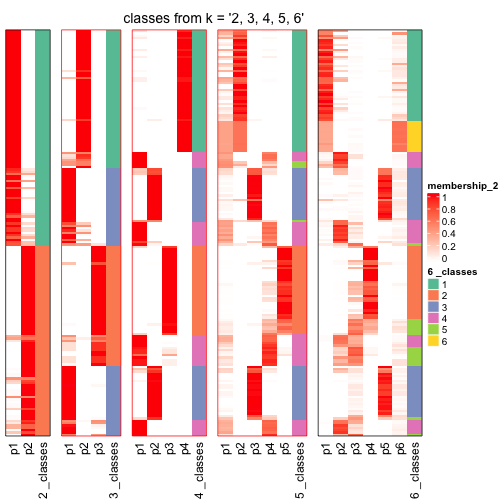 classes from k = '2, 3, 4, 5, 6'
membership_2
1
0.8
0.6
0.4
0.2
0
6 _classes
1
2
3
4
5
6
p1 p2 2 _classes
p1 p2 p3 3 _classes
p1 p2 p3 p4 4 _classes
p1 p2 p3 p4 p5 5 _classes
p1 p2 p3 p4 p5 p6 6 _classes